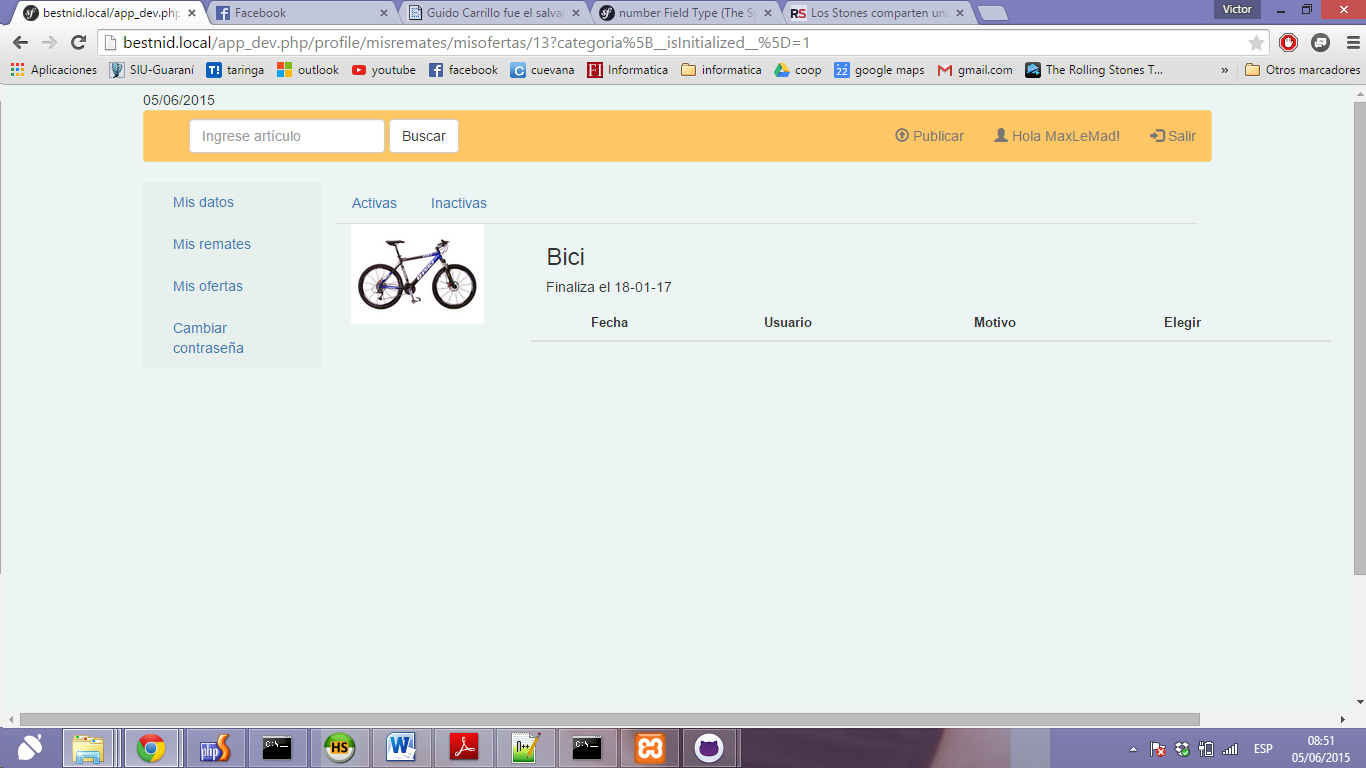 Victor
bestnid.local/app_dev.php
Facebook
Guido Carrillo fue el salva
number Field Type (The Sy
Los Stones comparten una
bestnid.local/app_dev.php/profile/misremates/misofertas/13?categoria%5B__isInitialized__%5D=1
Aplicaciones
SIU-Guaraní
taringa
outlook
youtube
facebook
cuevana
Informatica
informatica
coop
google maps
gmail.com
The Rolling Stones T...
»
Otros marcadores
05/06/2015
Ingrese artículo
Buscar
Publicar
Hola MaxLeMad!
Salir
Mis datos
Mis remates
Mis ofertas
Cambiar
contraseña
Activas
Inactivas
Bici
Finaliza el 18-01-17
Fecha Usuario Motivo Elegir
ESP
08:51
05/06/2015